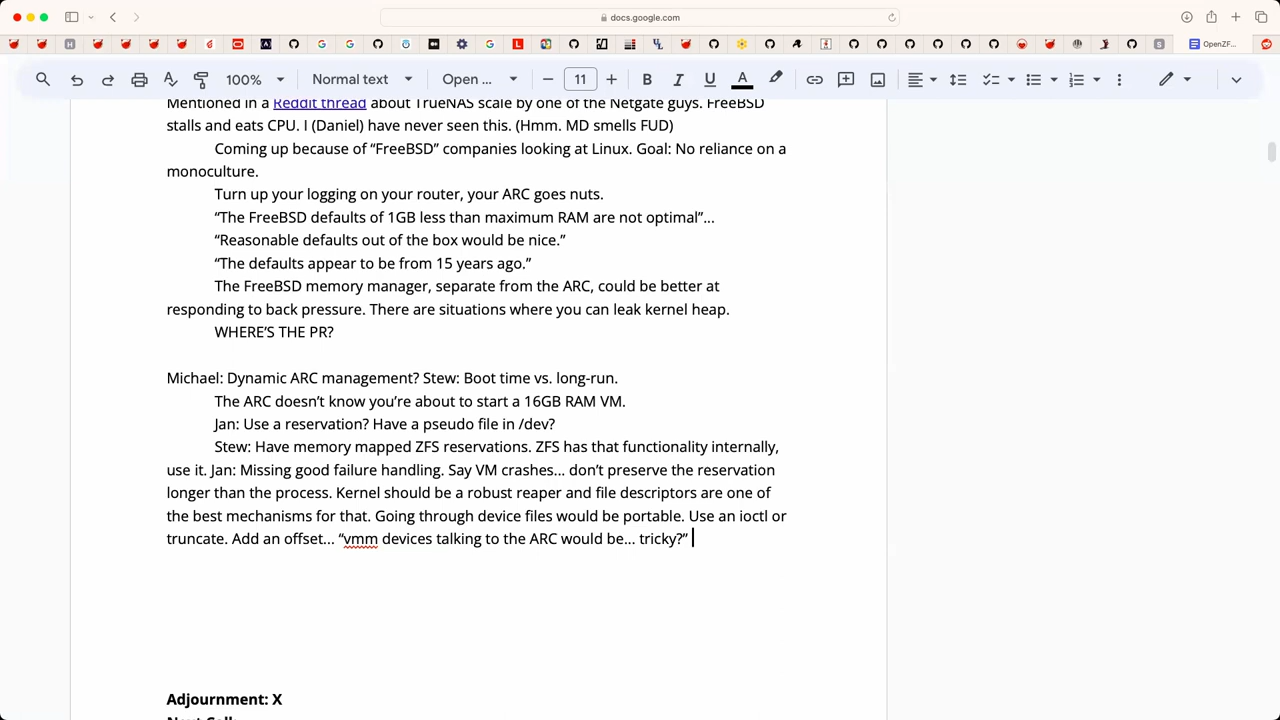 docs.google.com
OpenZF...
100%
Normal text
Open ...
11
Mentioned in a Reddit thread about TrueNAS scale by one of the Netgate guys. FreeBSD
stalls and eats CPU. I (Daniel) have never seen this. (Hmm. MD smells FUD)
Coming up because of “FreeBSD” companies looking at Linux. Goal: No reliance on a
monoculture.
Turn up your logging on your router, your ARC goes nuts.
“The FreeBSD defaults of 1GB less than maximum RAM are not optimal”...
“Reasonable defaults out of the box would be nice.”
“The defaults appear to be from 15 years ago.”
The FreeBSD memory manager, separate from the ARC, could be better at
responding to back pressure. There are situations where you can leak kernel heap.
WHERE’S THE PR?
Michael: Dynamic ARC management? Stew: Boot time vs. long-run.
The ARC doesn’t know you’re about to start a 16GB RAM VM.
Jan: Use a reservation? Have a pseudo file in /dev?
Stew: Have memory mapped ZFS reservations. ZFS has that functionality internally,
use it. Jan: Missing good failure handling. Say VM crashes... don’t preserve the reservation
longer than the process. Kernel should be a robust reaper and file descriptors are one of
the best mechanisms for that. Going through device files would be portable. Use an ioctl or
truncate. Add an offset... “vmm devices talking to the ARC would be... tricky?”
Adjournment: X